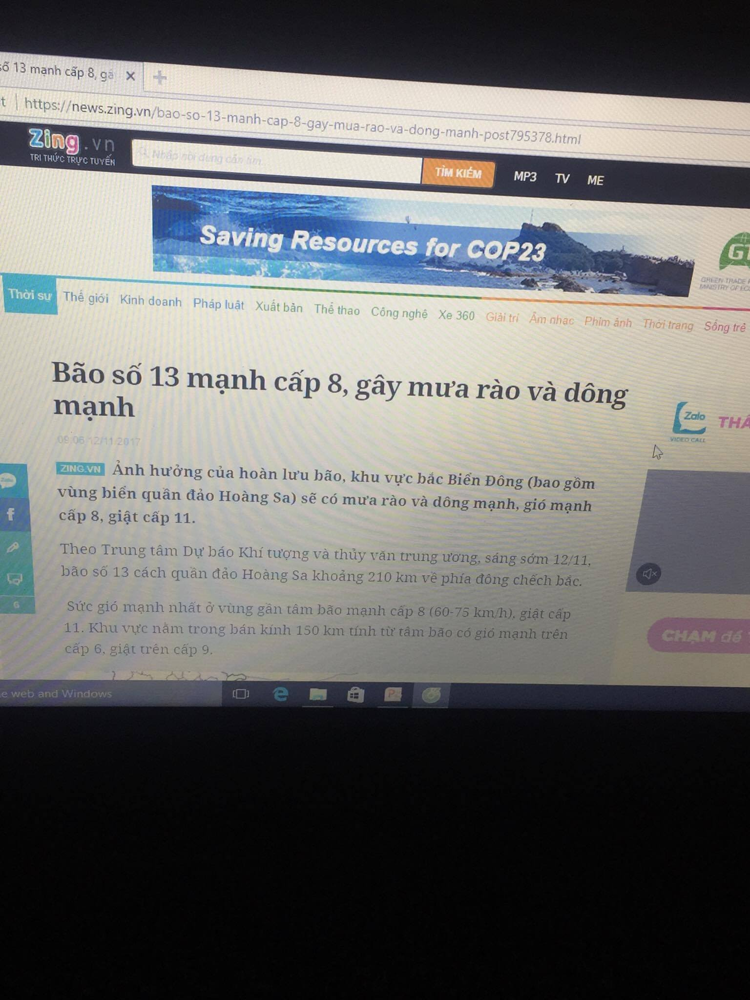 số 13 mạnh cấp 8, gâ
https://news.zing.vn/bao-so-13-manh-cap-8-gay-mua-rao-va-dong-manh-post795378.html
Zing.vn
TRI THỨC TRỰC TUYẾN
Nhập nội dung cần tìm...
TÌM KIẾM
MP3 TV ME
Saving Resources for COP23
GREEN TRADE
MINISTRY OF
Thời sự Thế giới Kinh doanh Pháp luật Xuất bản Thể thao Công nghệ Xe 360 Giải trí Âm nhạc Phim ảnh Thời trang Sống trẻ
Bão số 13 mạnh cấp 8, gây mưa rào và dông
mạnh
09:06 12/11/2017
Zalo
VIDEO CALL
ZING.VN Ảnh hưởng của hoàn lưu bão, khu vực bắc Biển Đông (bao gồm
vùng biển quần đảo Hoàng Sa) sẽ có mưa rào và dông mạnh, gió mạnh
cấp 8, giật cấp 11.
Theo Trung tâm Dự báo Khí tượng và thủy văn trung ương, sáng sớm 12/11,
bão số 13 cách quần đảo Hoàng Sa khoảng 210 km về phía đông chếch bắc.
Sức gió mạnh nhất ở vùng gần tâm bão mạnh cấp 8 (60-75 km/h), giật cấp
11. Khu vực nằm trong bán kính 150 km tính từ tâm bão có gió mạnh trên
cấp 6, giật trên cấp 9.
6
CHẠM để
web and Windows